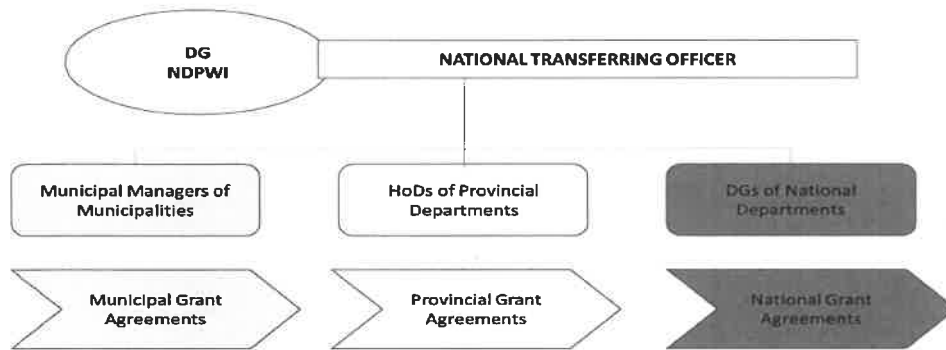 DG
NDPWI
NATIONAL TRANSFERRING OFFICER
Municipal Managers of
Municipalities
HoDs of Provincial
Departments
DGs of National
Departments
Municipal Grant
Agreements
Provincial Grant
Agreements
National Grant
Agreements